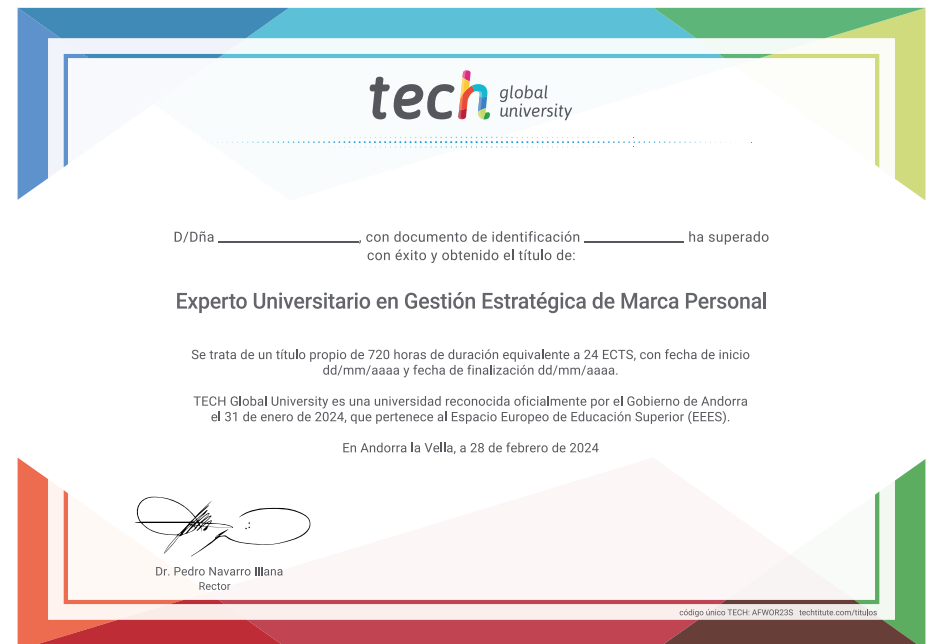 tech global university
D/Dña ____________, con documento de identificación ____________ ha superado
con éxito y obtenido el título de:
Experto Universitario en Gestión Estratégica de Marca Personal
Se trata de un título propio de 720 horas de duración equivalente a 24 ECTS, con fecha de inicio
dd/mm/aaaa y fecha de finalización dd/mm/aaaa.
TECH Global University es una universidad reconocida oficialmente por el Gobierno de Andorra
el 31 de enero de 2024, que pertenece al Espacio Europeo de Educación Superior (EEES).
En Andorra la Vella, a 28 de febrero de 2024
Dr. Pedro Navarro Illana
Rector
código único TECH: AFWOR23S techtitute.com/titulos